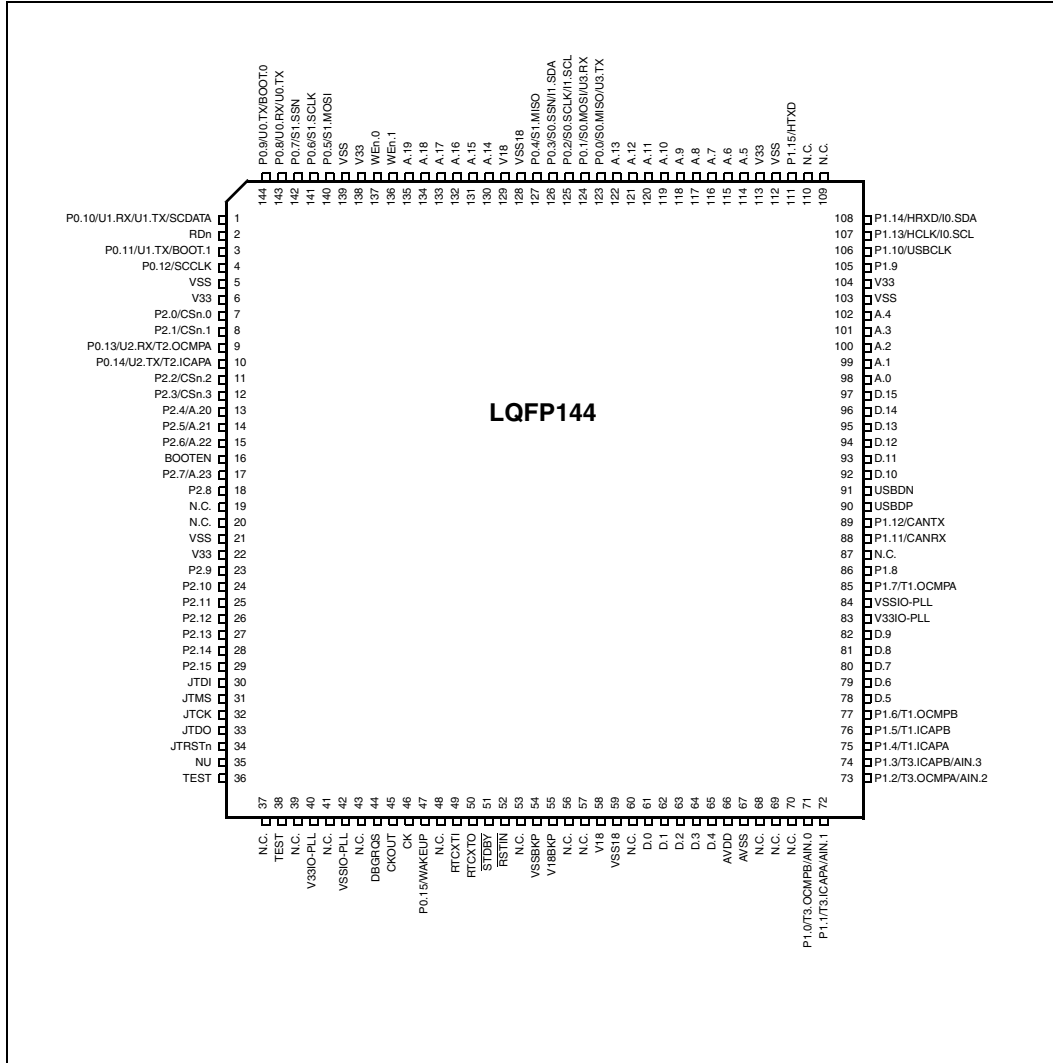 P0.9/U0.TX/BOOT.0
P0.8/U0.RX/U0.TX
P0.7/S1.SSN
P0.6/S1.SCLK
P0.5/S1.MOSI
VSS
V33
WEn.0
WEn.1
A.19
A.18
A.17
A.16
A.15
A.14
V18
VSS18
P0.4/S1.MISO
P0.3/S0.SSN/I1.SDA
P0.2/S0.SCLK/I1.SCL
P0.1/S0.MOSI/U3.RX
P0.0/S0.MISO/U3.TX
A.13
A.12
A.11
A.10
A.9
A.8
A.7
A.6
A.5
V33
VSS
P1.15/HTXD
N.C.
N.C.
144
143
142
141
140
139
138
137
136
135
134
133
132
131
130
129
128
127
126
125
124
123
122
121
120
119
118
117
116
115
114
113
112
111
110
109
P0.10/U1.RX/U1.TX/SCDATA 1
RDn 2
P0.11/U1.TX/BOOT.1 3
P0.12/SCCLK 4
VSS 5
V33 6
P2.0/CSn.0 7
P2.1/CSn.1 8
P0.13/U2.RX/T2.OCMPA 9
P0.14/U2.TX/T2.ICAPA 10
P2.2/CSn.2 11
P2.3/CSn.3 12
P2.4/A.20 13
P2.5/A.21 14
P2.6/A.22 15
BOOTEN 16
P2.7/A.23 17
P2.8 18
N.C. 19
N.C. 20
VSS 21
V33 22
P2.9 23
P2.10 24
P2.11 25
P2.12 26
P2.13 27
P2.14 28
P2.15 29
JTDI 30
JTMS 31
JTCK 32
JTDO 33
JTRSTn 34
NU 35
TEST 36
LQFP144
108 P1.14/HRXD/I0.SDA
107 P1.13/HCLK/I0.SCL
106 P1.10/USBCLK
105 P1.9
104 V33
103 VSS
102 A.4
101 A.3
100 A.2
99 A.1
98 A.0
97 D.15
96 D.14
95 D.13
94 D.12
93 D.11
92 D.10
91 USBDN
90 USBDP
89 P1.12/CANTX
88 P1.11/CANRX
87 N.C.
86 P1.8
85 P1.7/T1.OCMPA
84 VSSIO-PLL
83 V33IO-PLL
82 D.9
81 D.8
80 D.7
79 D.6
78 D.5
77 P1.6/T1.OCMPB
76 P1.5/T1.ICAPB
75 P1.4/T1.ICAPA
74 P1.3/T3.ICAPB/AIN.3
73 P1.2/T3.OCMPA/AIN.2
37
38
39
40
41
42
43
44
45
46
47
48
49
50
51
52
53
54
55
56
57
58
59
60
61
62
63
64
65
66
67
68
69
70
71
72
N.C.
TEST
N.C.
V33IO-PLL
N.C.
VSSIO-PLL
N.C.
DBGRQS
CKOUT
CK
P0.15/WAKEUP
N.C.
RTCXTI
RTCXTO
STDBY
RSTIN
N.C.
VSSBKP
V18BKP
N.C.
N.C.
V18
VSS18
N.C.
D.0
D.1
D.2
D.3
D.4
AVDD
AVSS
N.C.
N.C.
N.C.
P1.0/T3.OCMPB/AIN.0
P1.1/T3.ICAPA/AIN.1